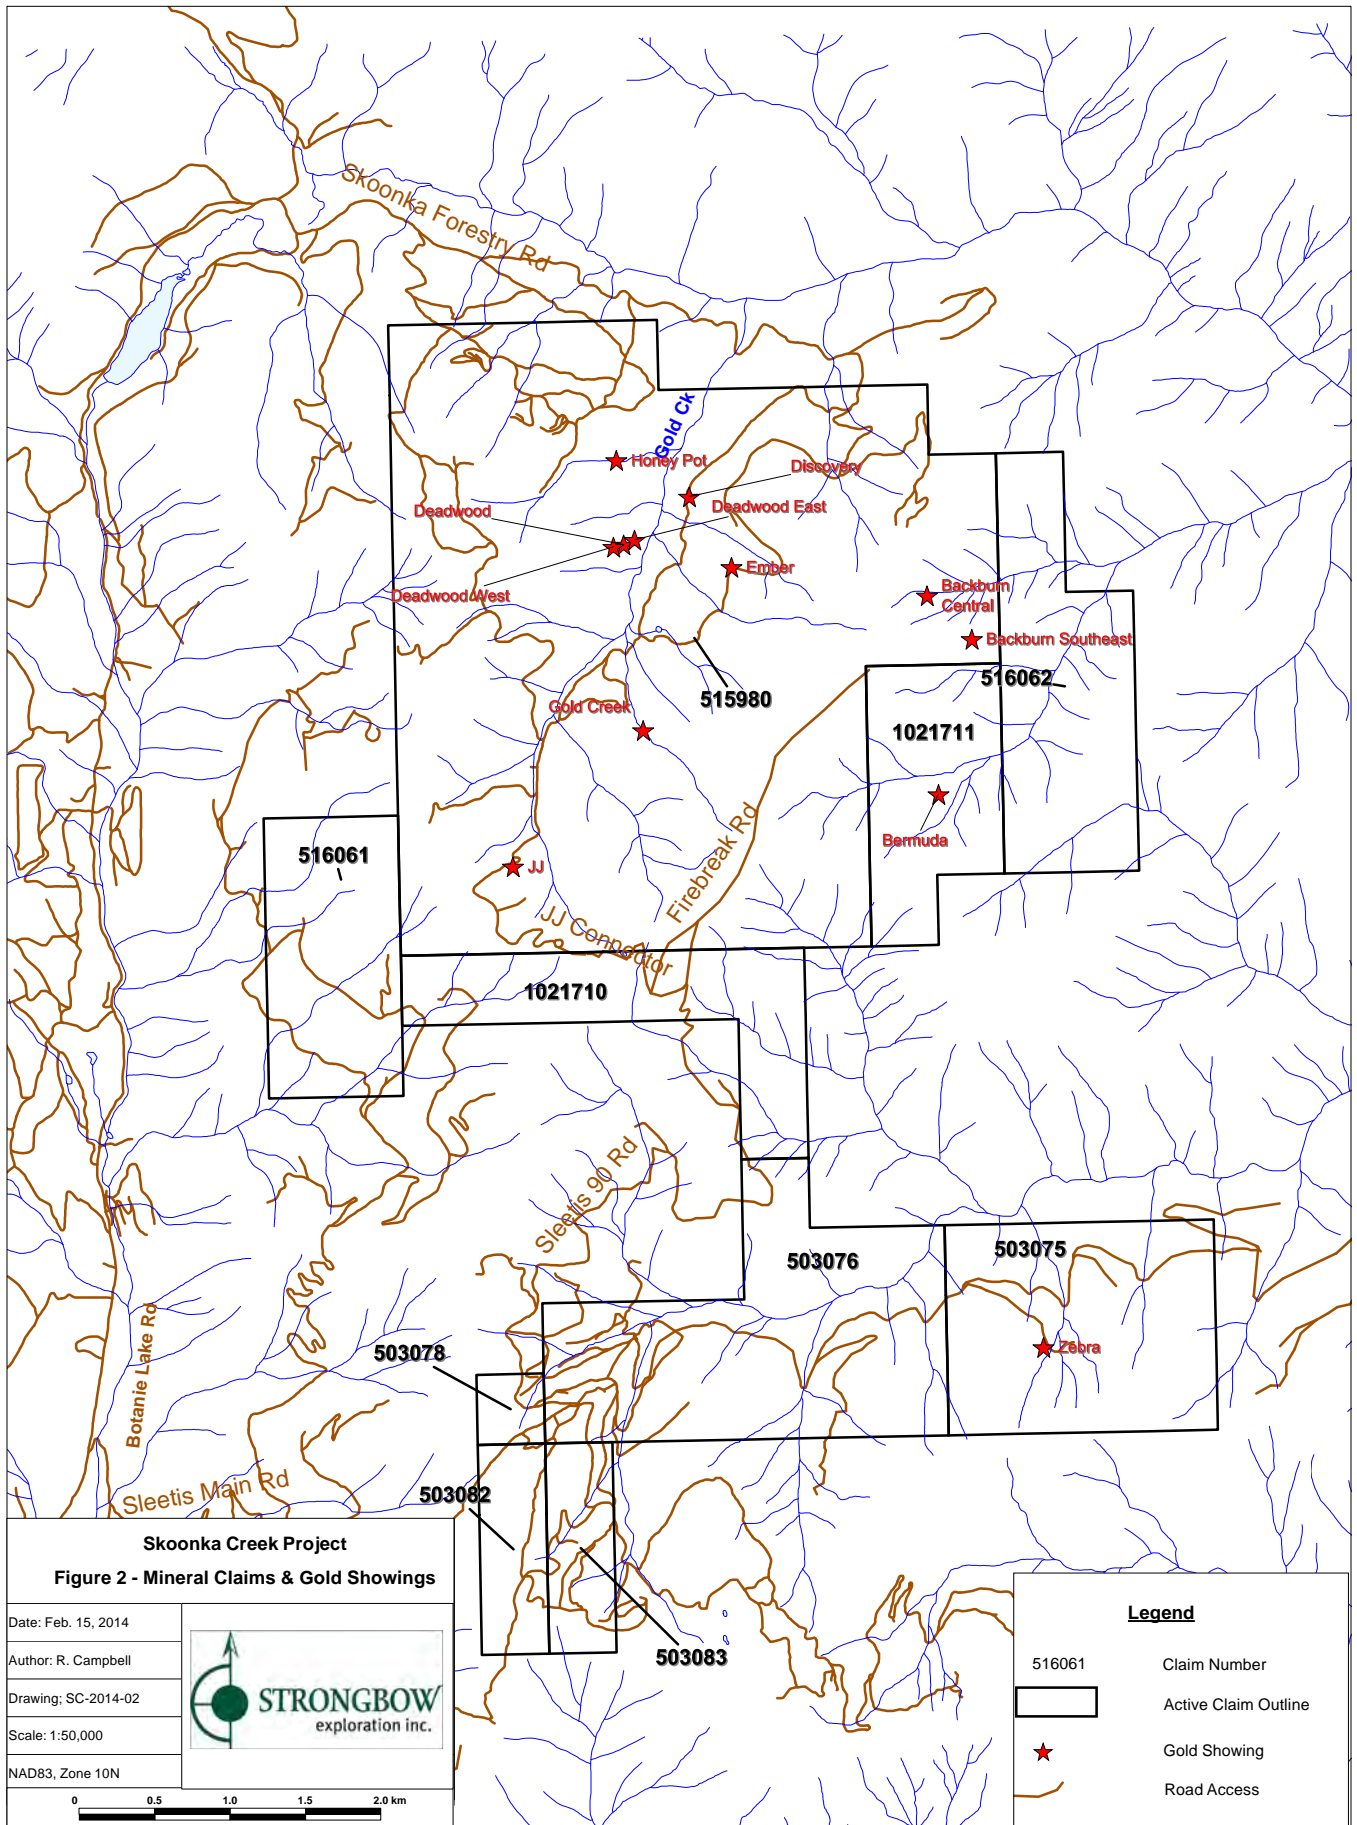 Skoonka Forestry Rd
Gold Ck
Honey Pot
Discovery
Deadwood
Deadwood East
Ember
Deadwood West
Backburn
Central
Backburn Southeast
516062
515980
Gold Creek
1021711
Bermuda
516061
Firebreak Rd
JJ
JJ Connector
1021710
Sleetis 90 Rd
503075
503076
Botanie Lake Rd
Zebra
503078
Sleetis Main Rd
503082
503083
Skoonka Creek Project
Figure 2 - Mineral Claims & Gold Showings
Date: Feb. 15, 2014
Author: R. Campbell
Drawing; SC-2014-02
Scale: 1:50,000
NAD83, Zone 10N
STRONGBOW
exploration inc.
0 0.5 1.0 1.5 2.0 km
Legend
516061 Claim Number
Active Claim Outline
Gold Showing
Road Access